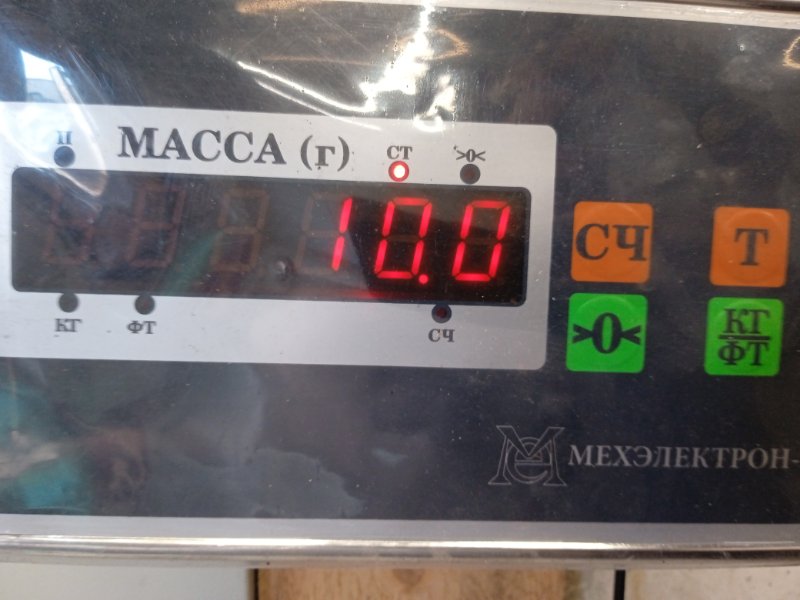 П
МАССА (г)
СТ
>0<
10.0
КГ
ФТ
СЧ
СЧ
Т
>0<
КГ
ФТ
МЕХЭЛЕКТРОН-